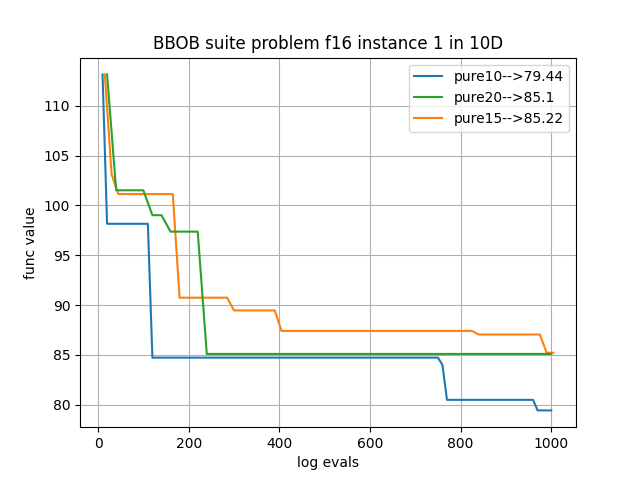 BBOB suite problem f16 instance 1 in 10D
pure10-->79.44
pure20-->85.1
pure15-->85.22
func value
110
105
100
95
90
85
80
0
200
400
600
800
1000
log evals